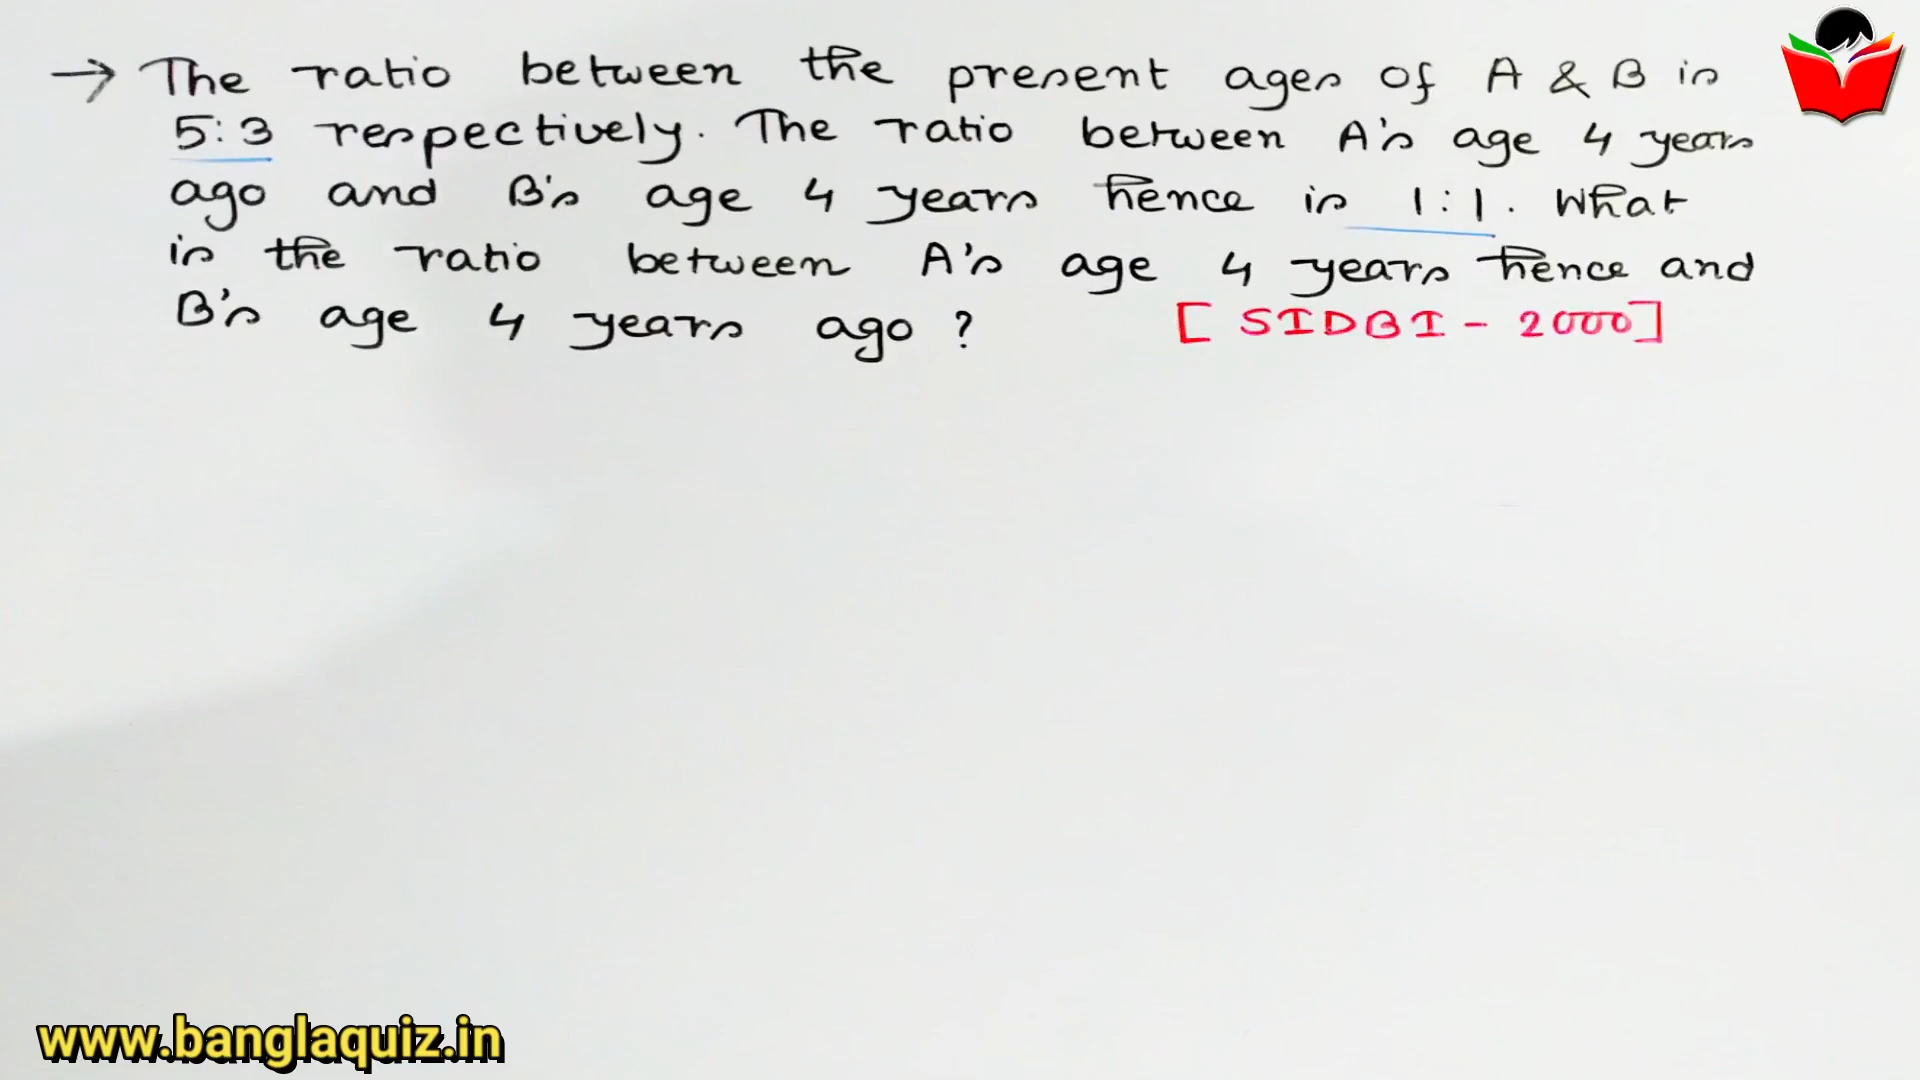 → The ratio between the present ages of A & B is
5:3 respectively. The ratio between A's age 4 years
ago and B's age 4 years hence is 1:1. What
is the ratio between A's age 4 years hence and
B's age 4 years ago ? [SIDBI - 2000]
www.banglaquiz.in